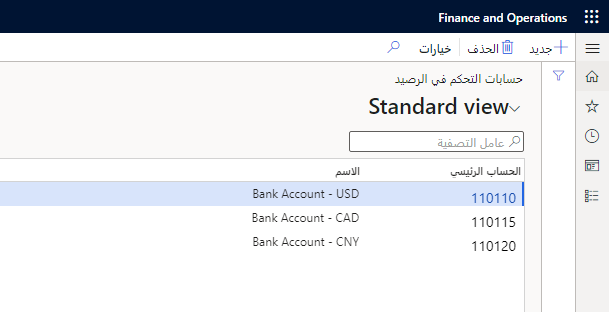 Finance and Operations
جديد الحذف خيارات
حسابات التحكم في الرصيد
Standard view
عامل التصفية
الحساب الرئيسي الاسم
110110 Bank Account - USD
110115 Bank Account - CAD
110120 Bank Account - CNY